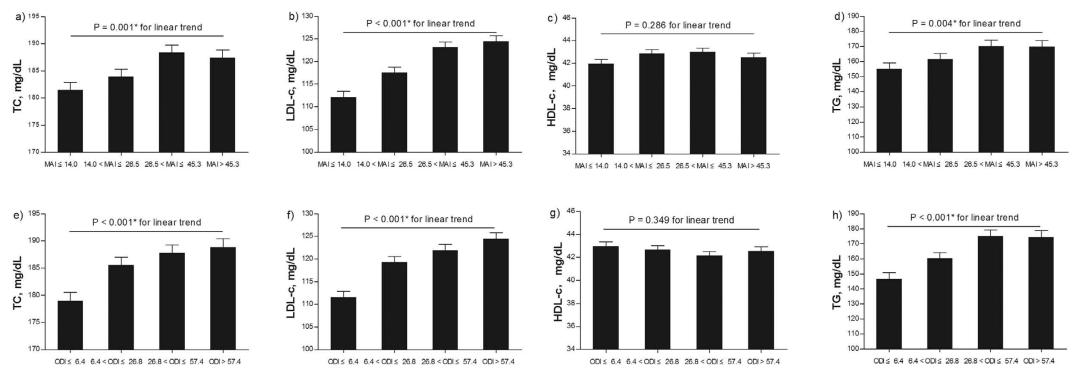 a)
P = 0.001* for linear trend
TC, mg/dL
195
190
185
180
175
170
MAI ≤ 14.0
14.0 < MAI ≤ 26.5
26.5 < MAI ≤ 45.3
MAI > 45.3
b)
P < 0.001* for linear trend
LDL-c, mg/dL
130
125
120
115
110
105
100
MAI ≤ 14.0
14.0 < MAI ≤ 26.5
26.5 < MAI ≤ 45.3
MAI > 45.3
c)
P = 0.286 for linear trend
HDL-c, mg/dL
46
44
42
40
38
36
34
MAI ≤ 14.0
14.0 < MAI ≤ 26.5
26.5 < MAI ≤ 45.3
MAI > 45.3
d)
P = 0.004* for linear trend
TG, mg/dL
190
180
170
160
150
140
130
120
110
100
MAI ≤ 14.0
14.0 < MAI ≤ 26.5
26.5 < MAI ≤ 45.3
MAI > 45.3
e)
P < 0.001* for linear trend
TC, mg/dL
195
190
185
179
175
170
ODI ≤ 6.4
6.4 < ODI ≤ 26.8
26.8 < ODI ≤ 57.4
ODI > 57.4
f)
P < 0.001* for linear trend
LDL-c, mg/dL
130
125
120
115
110
105
100
ODI ≤ 6.4
6.4 < ODI ≤ 26.8
26.8 < ODI ≤ 57.4
ODI > 57.4
g)
P = 0.349 for linear trend
HDL-c, mg/dL
46
44
42
40
38
36
34
ODI ≤ 6.4
6.4 < ODI ≤ 26.8
26.8 < ODI ≤ 57.4
ODI > 57.4
h)
P < 0.001* for linear trend
TG, mg/dL
190
180
170
160
150
140
130
120
110
100
ODI ≤ 6.4
6.4 < ODI ≤ 26.8
26.8 < ODI ≤ 57.4
ODI > 57.4